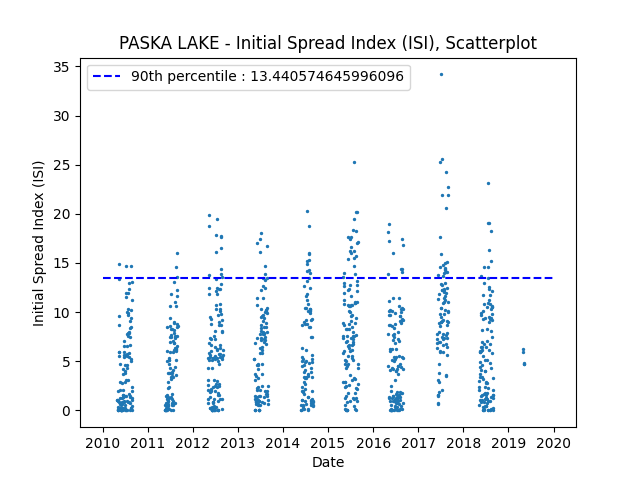 PASKA LAKE - Initial Spread Index (ISI), Scatterplot
90th percentile : 13.440574645996096
Initial Spread Index (ISI)
35
30
25
20
15
10
5
0
2010 2011 2012 2013 2014 2015 2016 2017 2018 2019 2020
Date